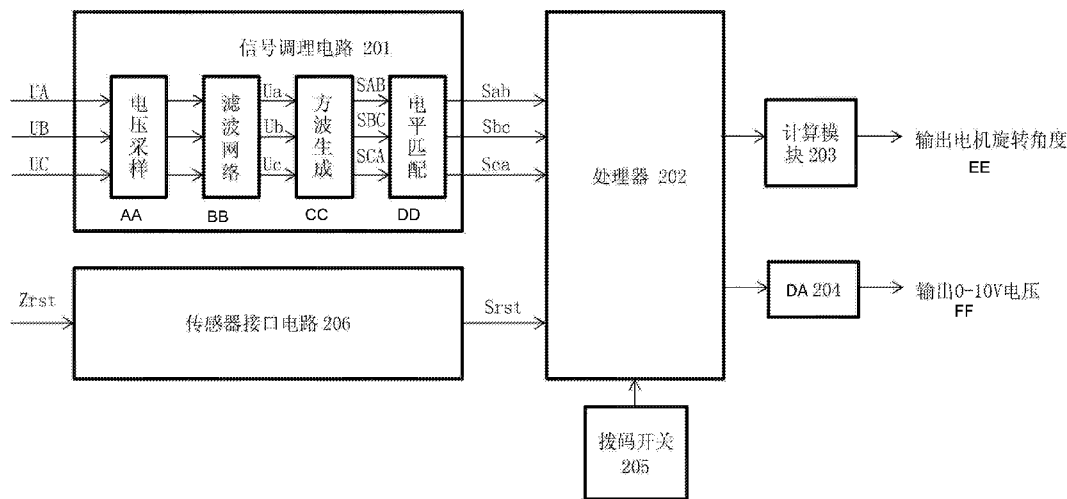 信号调理电路 201
UA
UB
UC
电压采样
滤波网络
Ua
Ub
Uc
方波生成
SAB
SBC
SCA
电平匹配
Sab
Sbc
Sca
AA
BB
CC
DD
处理器 202
计算模块 203
输出电机旋转角度
EE
Zrst
传感器接口电路 206
Srst
DA 204
输出0-10V电压
FF
拨码开关
205